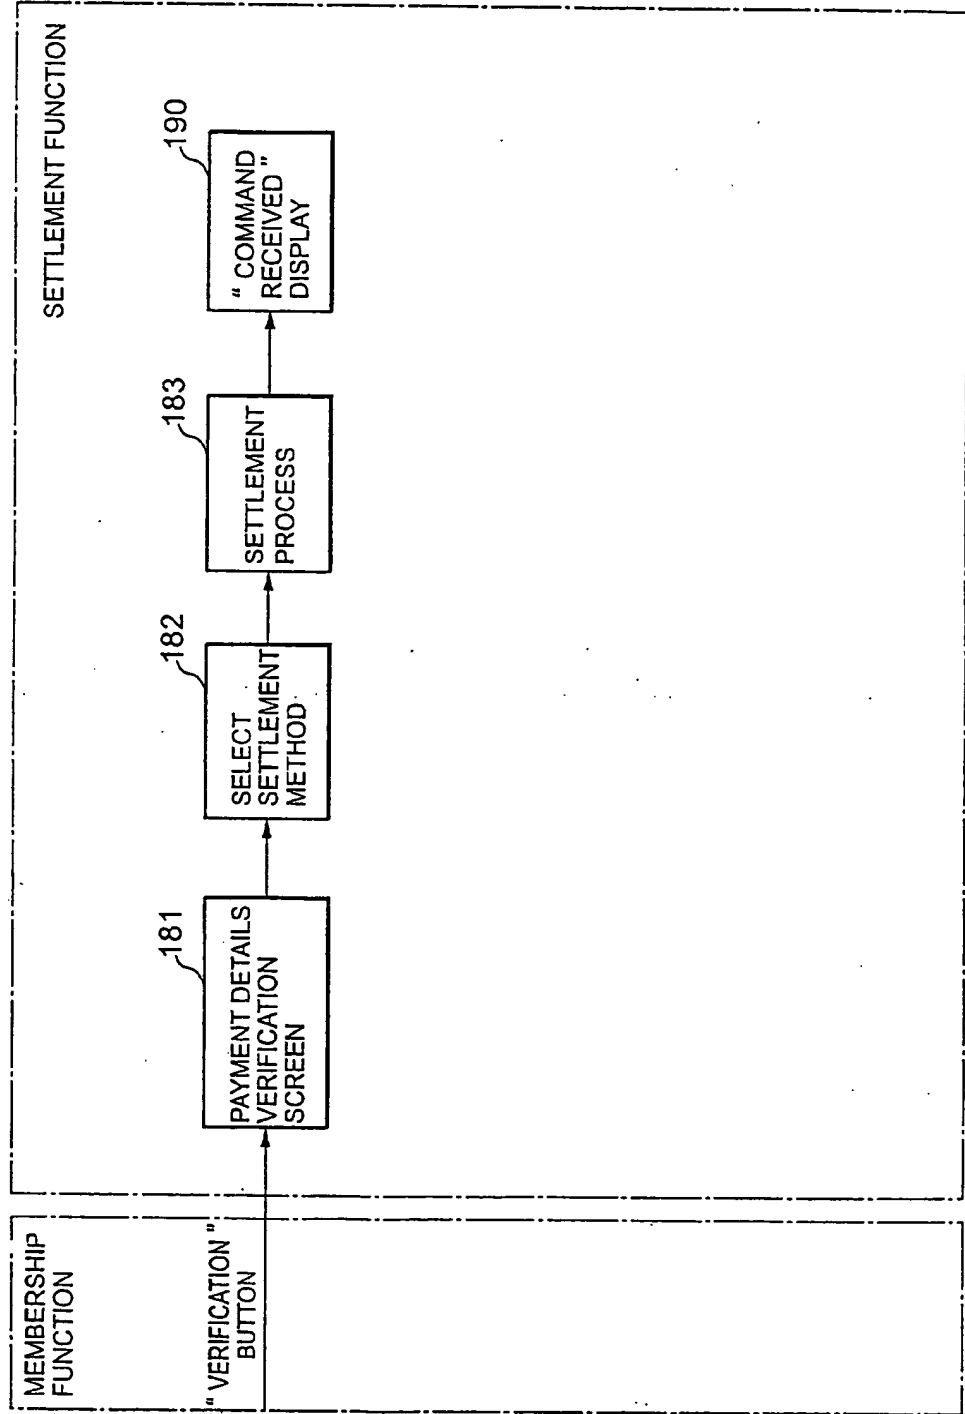 MEMBERSHIP
FUNCTION
" VERIFICATION "
BUTTON
SETTLEMENT FUNCTION
181
PAYMENT DETAILS
VERIFICATION
SCREEN
182
SELECT
SETTLEMENT
METHOD
183
SETTLEMENT
PROCESS
190
" COMMAND
RECEIVED "
DISPLAY